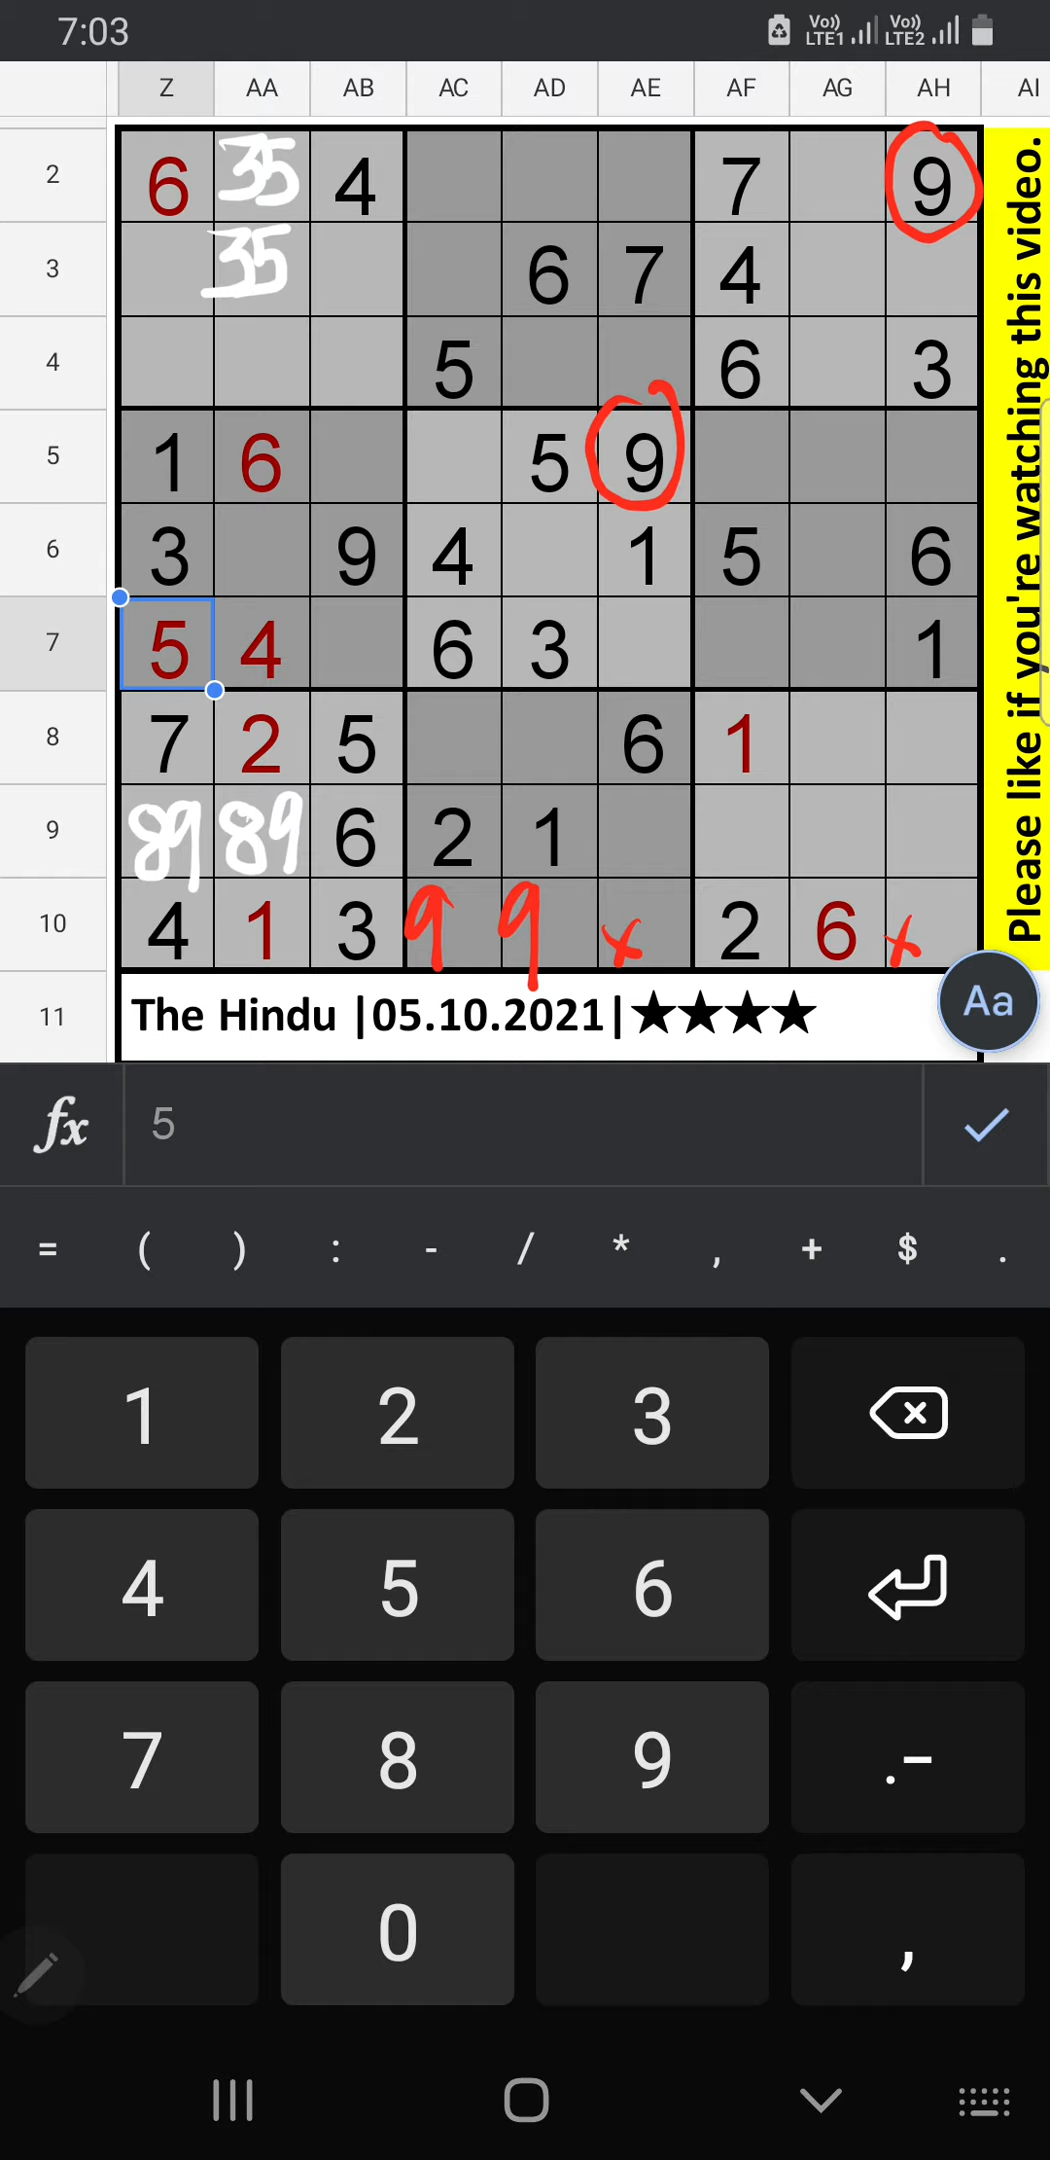 7:03
Vo)) LTE1 Vo)) LTE2
Z AA AB AC AD AE AF AG AH AI
2 6 35 4 7 9
3 35 6 7 4
4 5 6 3
5 1 6 5 9
6 3 9 4 1 5 6
7 5 4 6 3 1
8 7 2 5 6 1
9 89 89 6 2 1
10 4 1 3 9 9 x 2 6 x
11 The Hindu |05.10.2021|★★★★
Please like if you're watching this video.
Aa
fx 5
= ( ) : - / * , + $ .
1 2 3
4 5 6
7 8 9 .-
0 ,